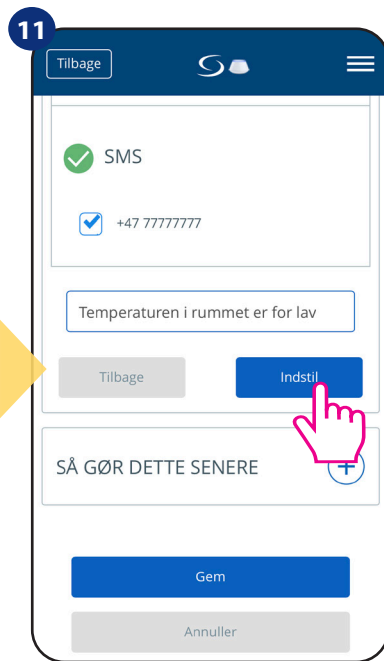 11
Tilbage
SMS
+47 77777777
Temperaturen i rummet er for lav
Tilbage
Indstil
SÅ GØR DETTE SENERE
Gem
Annuller